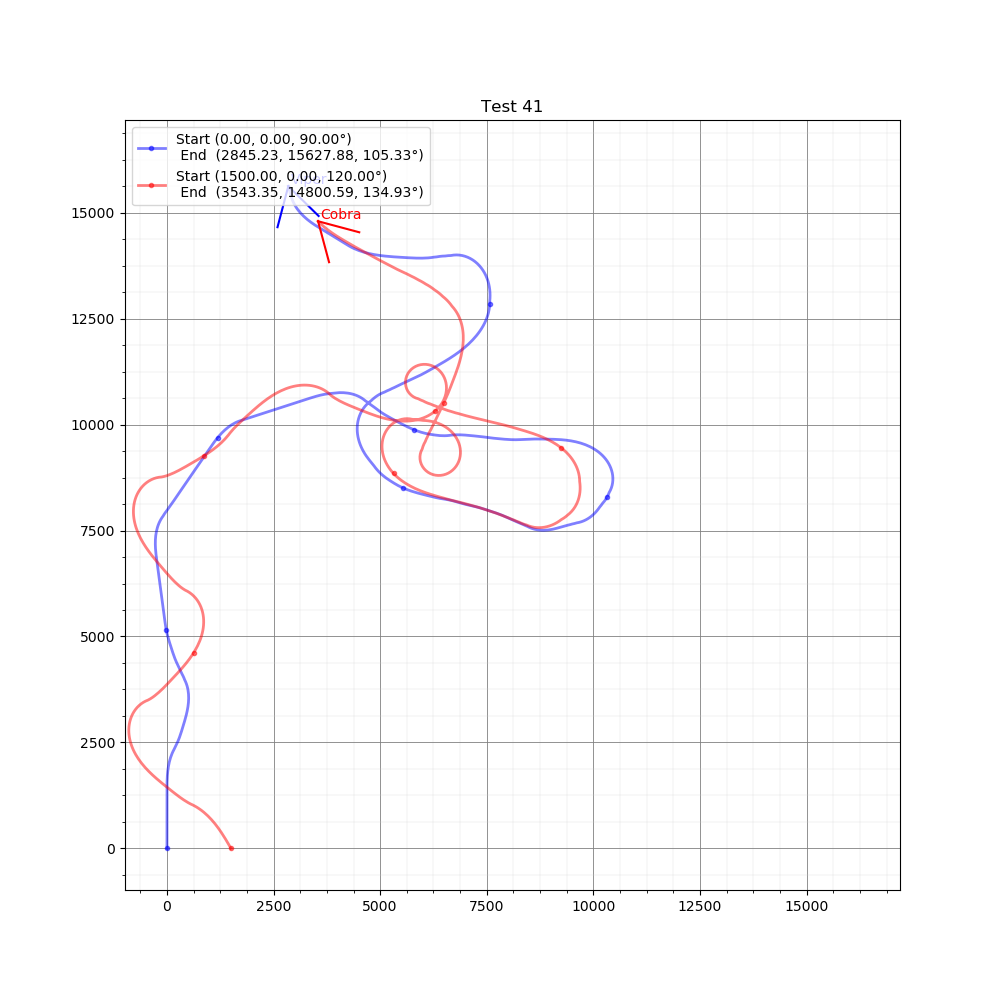 Test 41
Start (0.00, 0.00, 90.00°)
End (2845.23, 15627.88, 105.33°)
Start (1500.00, 0.00, 120.00°)
End (3543.35, 14800.59, 134.93°)
Cobra
15000
12500
10000
7500
5000
2500
0
0 2500 5000 7500 10000 12500 15000